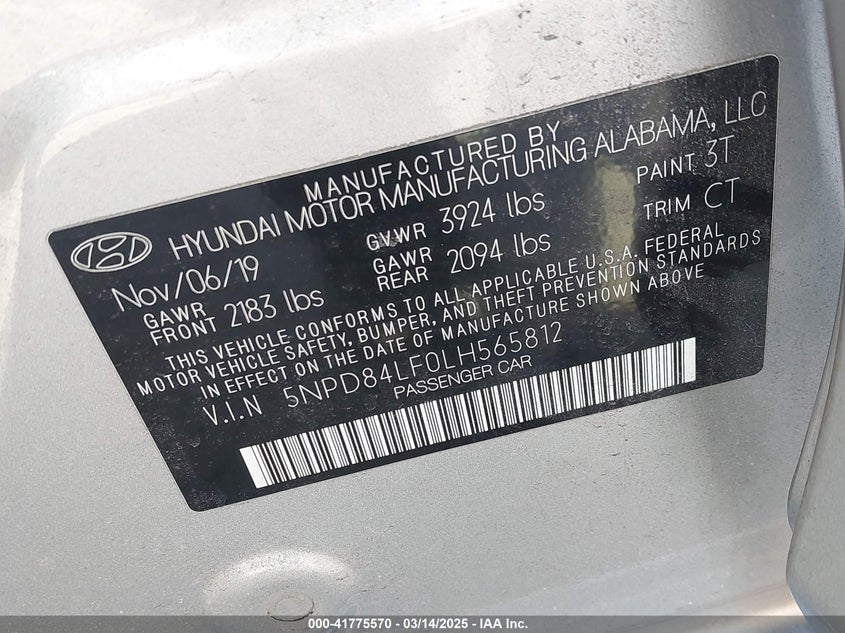 MANUFACTURED BY
HYUNDAI MOTOR MANUFACTURING ALABAMA, LLC
Nov/06/19 GVWR 3924 lbs PAINT 3T
GAWR FRONT 2183 lbs GAWR REAR 2094 lbs TRIM CT
THIS VEHICLE CONFORMS TO ALL APPLICABLE U.S.A. FEDERAL
MOTOR VEHICLE SAFETY, BUMPER, AND THEFT PREVENTION STANDARDS
IN EFFECT ON THE DATE OF MANUFACTURE SHOWN ABOVE
V.I.N 5NPD84LF0LH565812
PASSENGER CAR
000-41775570 - 03/14/2025 - IAA Inc.